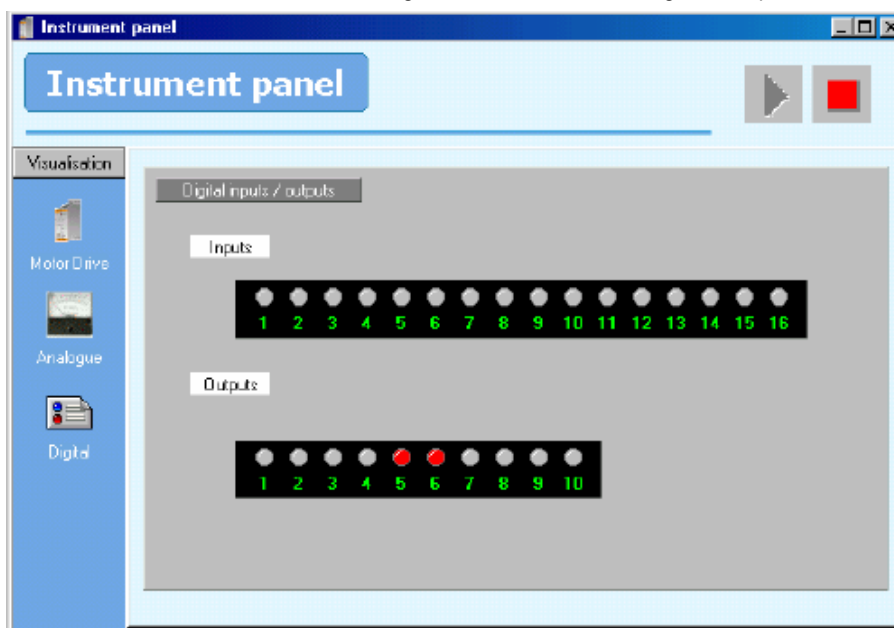 Instrument panel
Instrument panel
Visualisation
Digital inputs / outputs
Inputs
Motor Drive
1 2 3 4 5 6 7 8 9 10 11 12 13 14 15 16
Analogue
Outputs
Digital
1 2 3 4 5 6 7 8 9 10